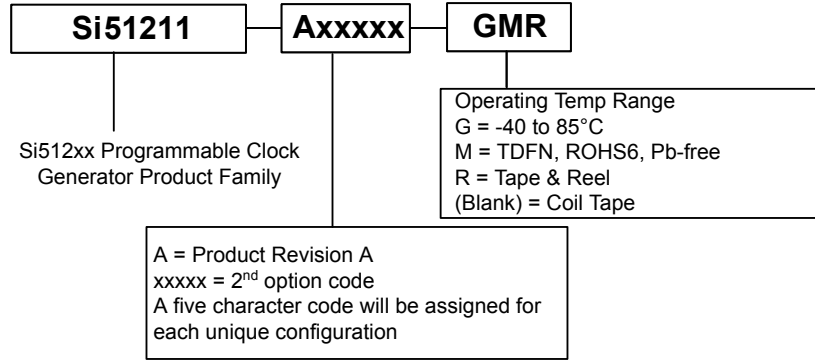 Si51211
Axxxxx
GMR
Operating Temp Range
G = -40 to 85°C
M = TDFN, ROHS6, Pb-free
R = Tape & Reel
(Blank) = Coil Tape
Si512xx Programmable Clock
Generator Product Family
A = Product Revision A
xxxxx = 2nd option code
A five character code will be assigned for
each unique configuration